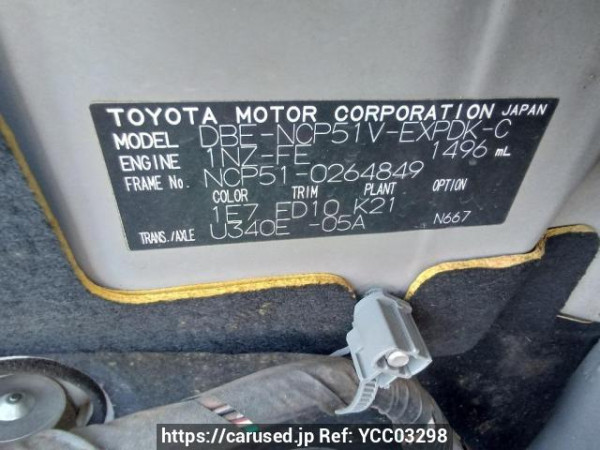 TOYOTA MOTOR CORPORATION JAPAN
MODEL DBE-NCP51V-EXPDK-C
ENGINE 1NZ-FE 1496 mL
FRAME No. NCP51-0264849
COLOR TRIM PLANT OPTION
1E7 ED10 K21
TRANS./AXLE U340E -05A N667
https://carused.jp Ref: YCC03298